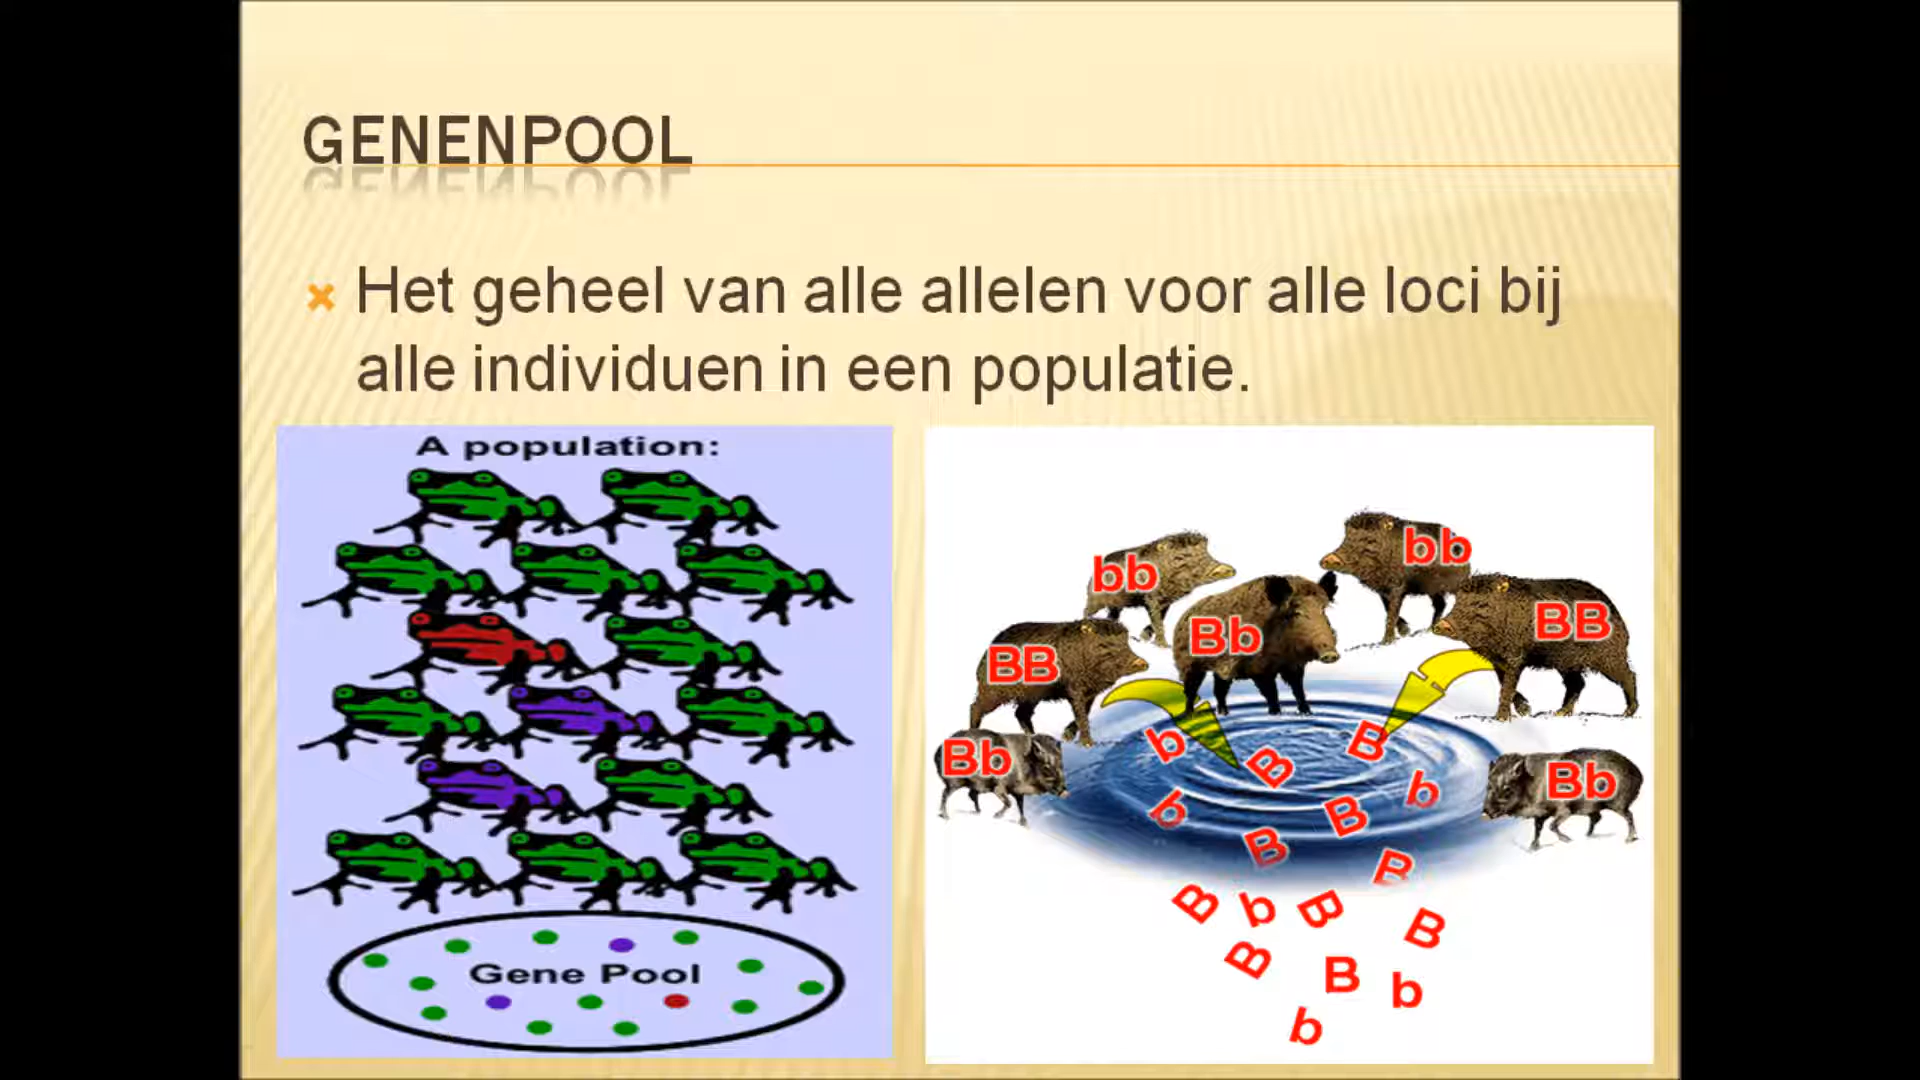 GENENPOOL
Het geheel van alle allelen voor alle loci bij
alle individuen in een populatie.
A population:
Gene Pool
bb
bb
Bb
BB
BB
Bb
Bb
b
B
B
b
b
B
B
B
B
b
B
B
B
B
b
b